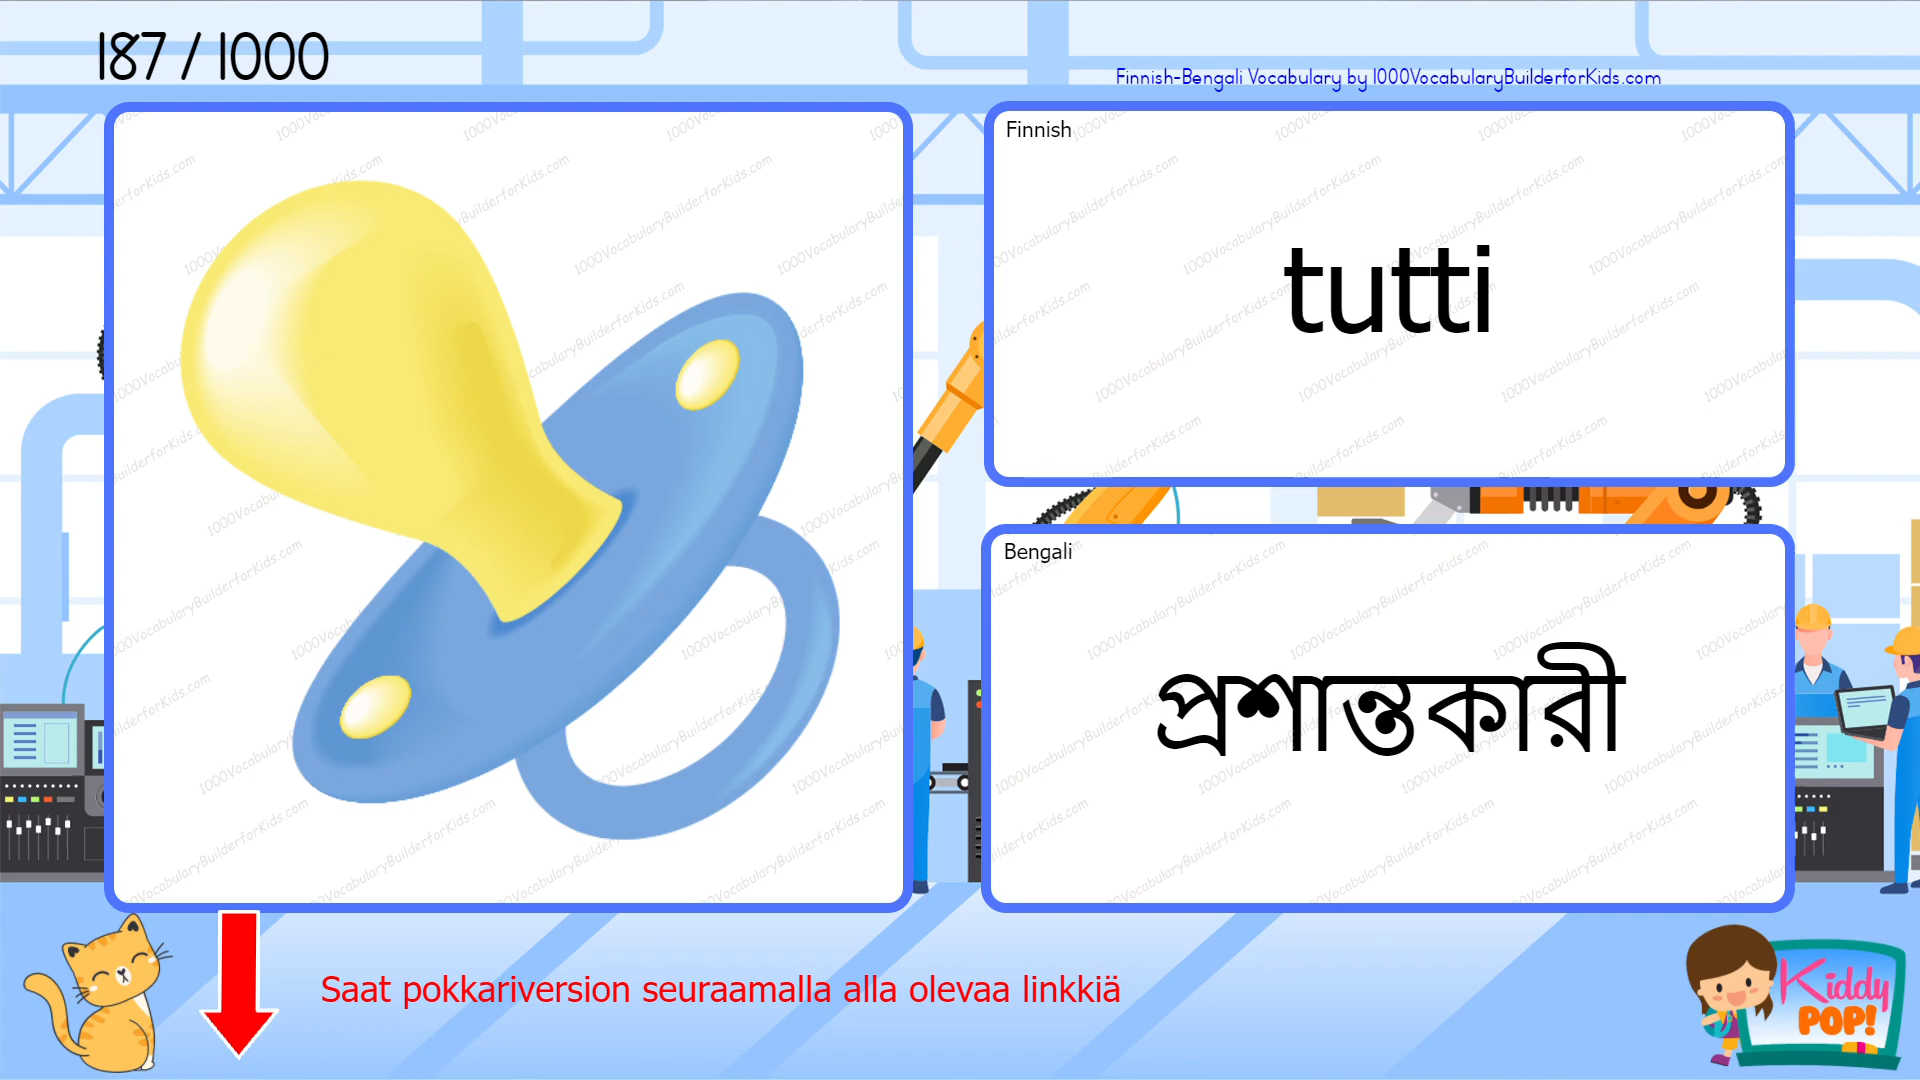 187 / 1000
Finnish-Bengali Vocabulary by 1000VocabularyBuilderforKids.com
Finnish
tutti
Bengali
প্রশান্তকারী
Saat pokkariversion seuraamalla alla olevaa linkkiä
Kiddy
POP!